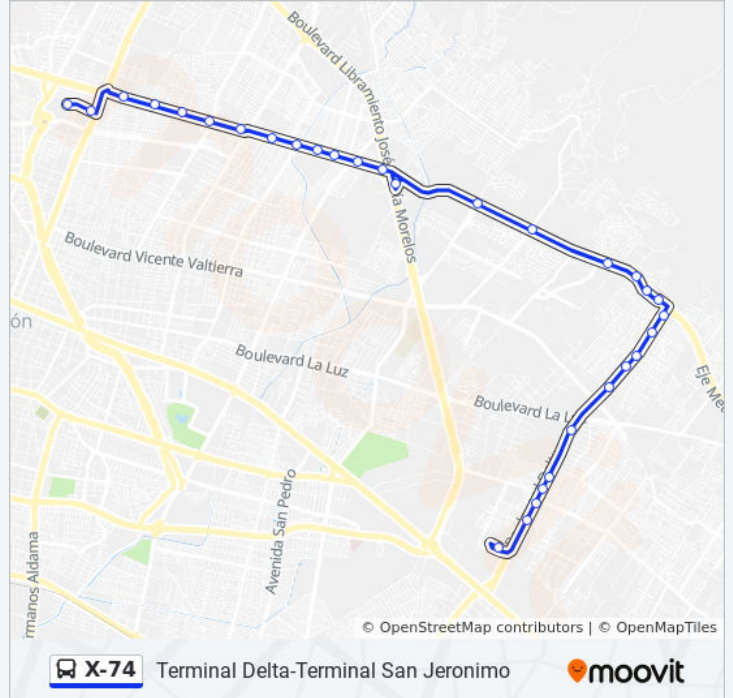 Boulevard Libramiento José
ía Morelos
Boulevard Vicente Valtierra
ón
Boulevard La Luz
Boulevard La L
Eje Me
Avenida San Pedro
rmanos Aldama
© OpenStreetMap contributors | © OpenMapTiles
X-74 Terminal Delta-Terminal San Jeronimo
moovit